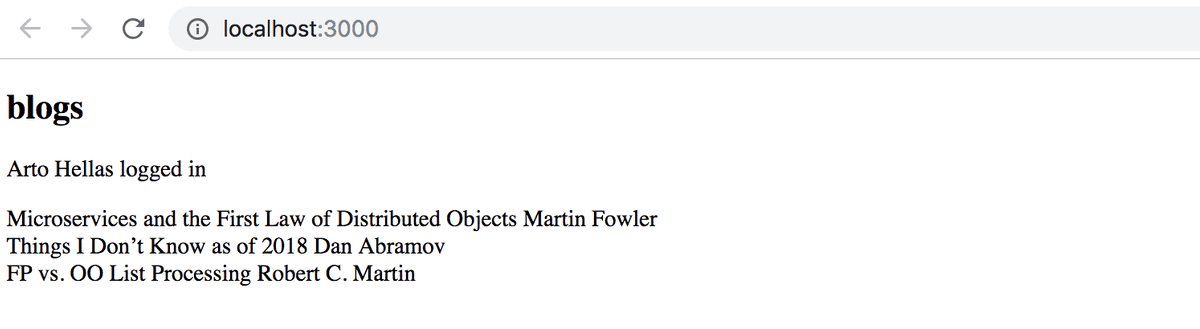 localhost:3000
blogs
Arto Hellas logged in
Microservices and the First Law of Distributed Objects Martin Fowler
Things I Don’t Know as of 2018 Dan Abramov
FP vs. OO List Processing Robert C. Martin